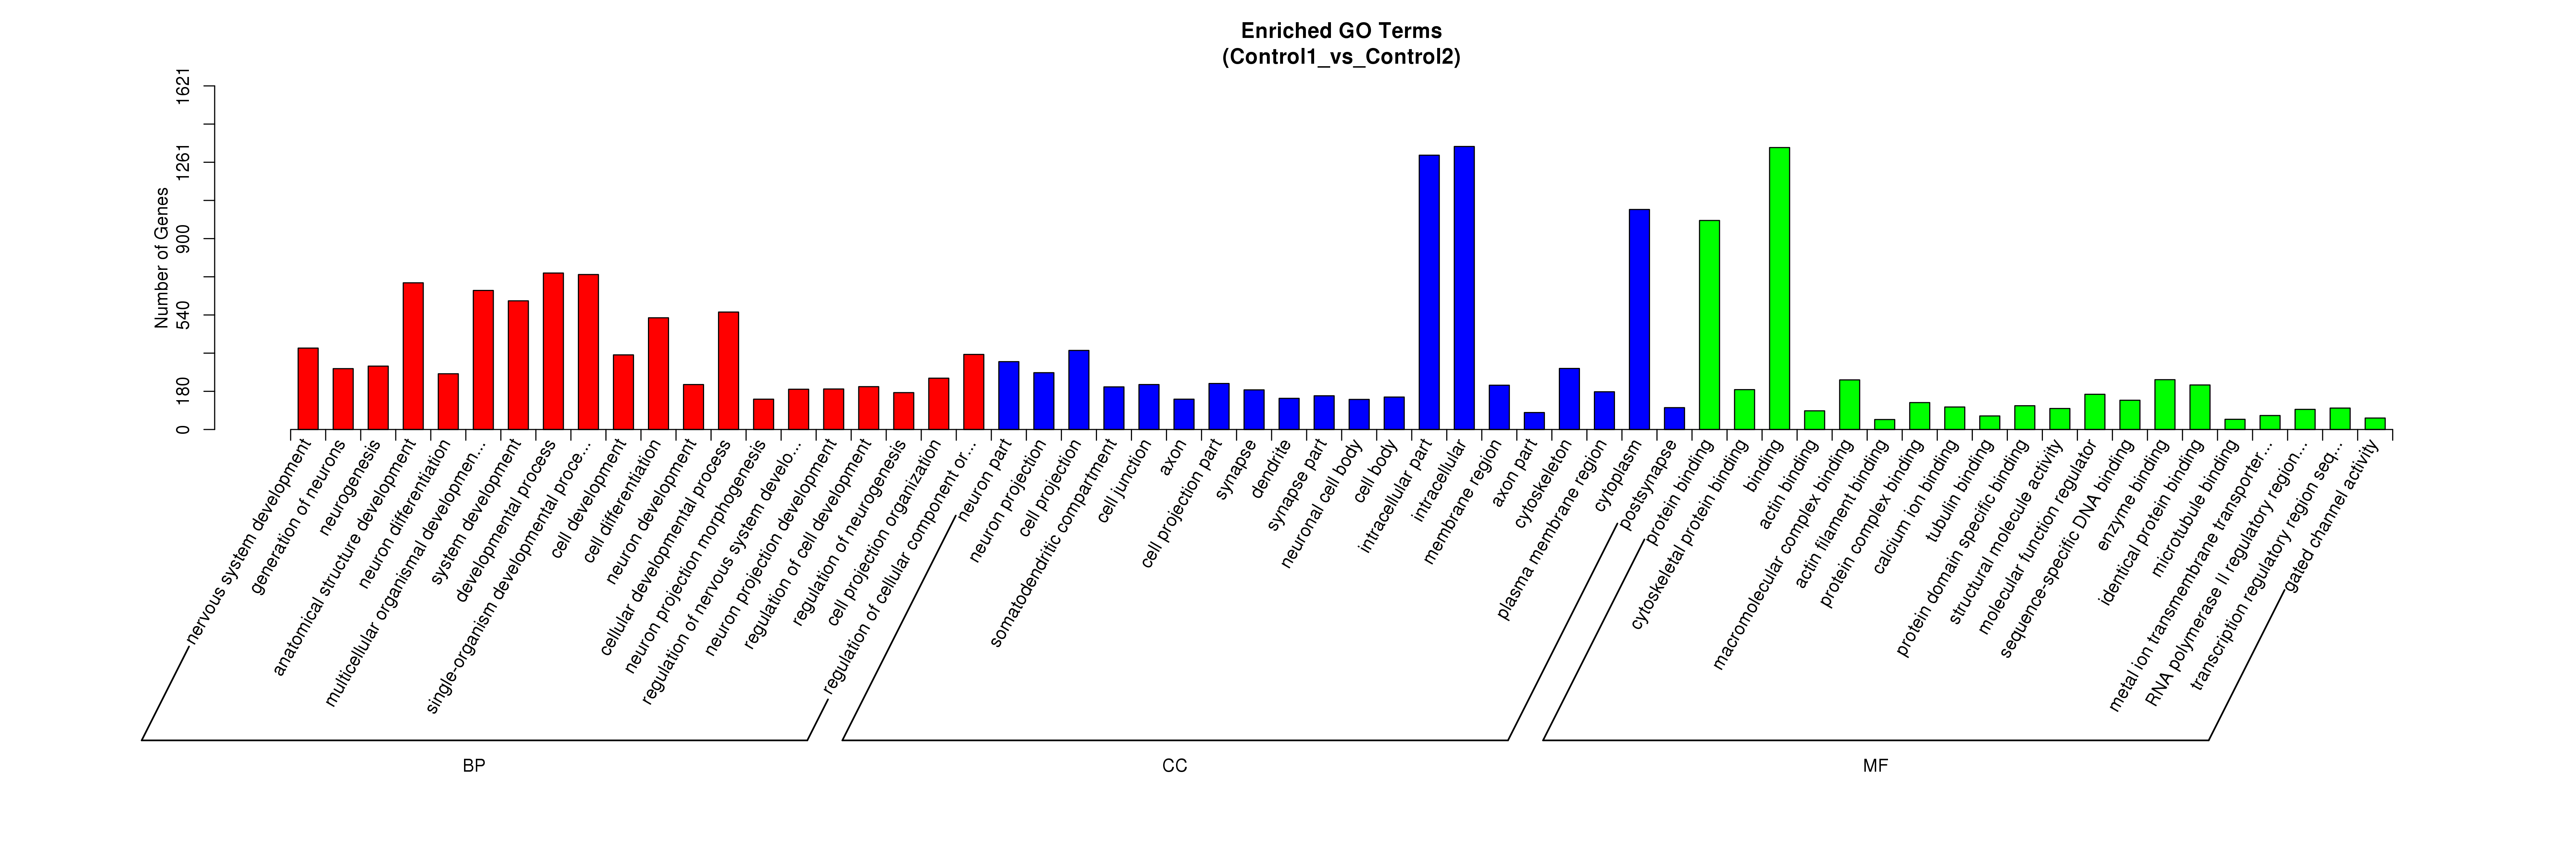 Enriched GO Terms
(Control1_vs_Control2)
Number of Genes
1621
1261
900
540
180
0
nervous system development
generation of neurons
neurogenesis
anatomical structure development
neuron differentiation
multicellular organismal developmen...
system development
developmental process
single-organism developmental proce...
cell development
cell differentiation
neuron development
cellular developmental process
neuron projection morphogenesis
regulation of nervous system develo...
neuron projection development
regulation of cell development
regulation of neurogenesis
cell projection organization
regulation of cellular component or...
neuron part
neuron projection
cell projection
somatodendritic compartment
cell junction
axon
cell projection part
synapse
dendrite
synapse part
neuronal cell body
cell body
intracellular part
intracellular
membrane region
axon part
cytoskeleton
plasma membrane region
cytoplasm
postsynapse
protein binding
cytoskeletal protein binding
binding
actin binding
macromolecular complex binding
actin filament binding
protein complex binding
calcium ion binding
tubulin binding
protein domain specific binding
structural molecule activity
molecular function regulator
sequence-specific DNA binding
enzyme binding
identical protein binding
microtubule binding
metal ion transmembrane transporter...
RNA polymerase II regulatory region...
transcription regulatory region seq...
gated channel activity
BP
CC
MF